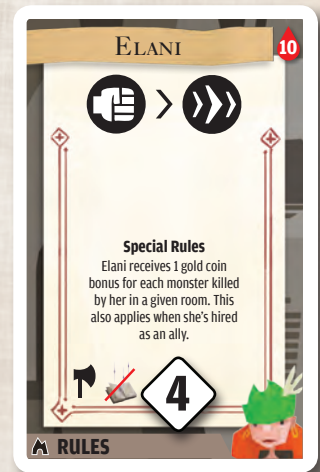 ELANI
10
Special Rules
Elani receives 1 gold coin
bonus for each monster killed
by her in a given room. This
also applies when she's hired
as an ally.
4
RULES